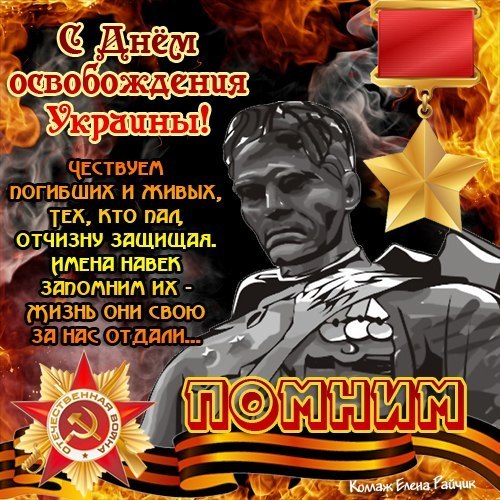 С Днём
освобождения
Украины!
Чествуем
погибших и живых,
Тех, кто пал,
отчизну защищая.
Имена навек
запомним их -
Жизнь они свою
за нас отдали...
ОТЕЧЕСТВЕННАЯ ВОЙНА
ПОМНИМ
Коллаж Елена Райчик